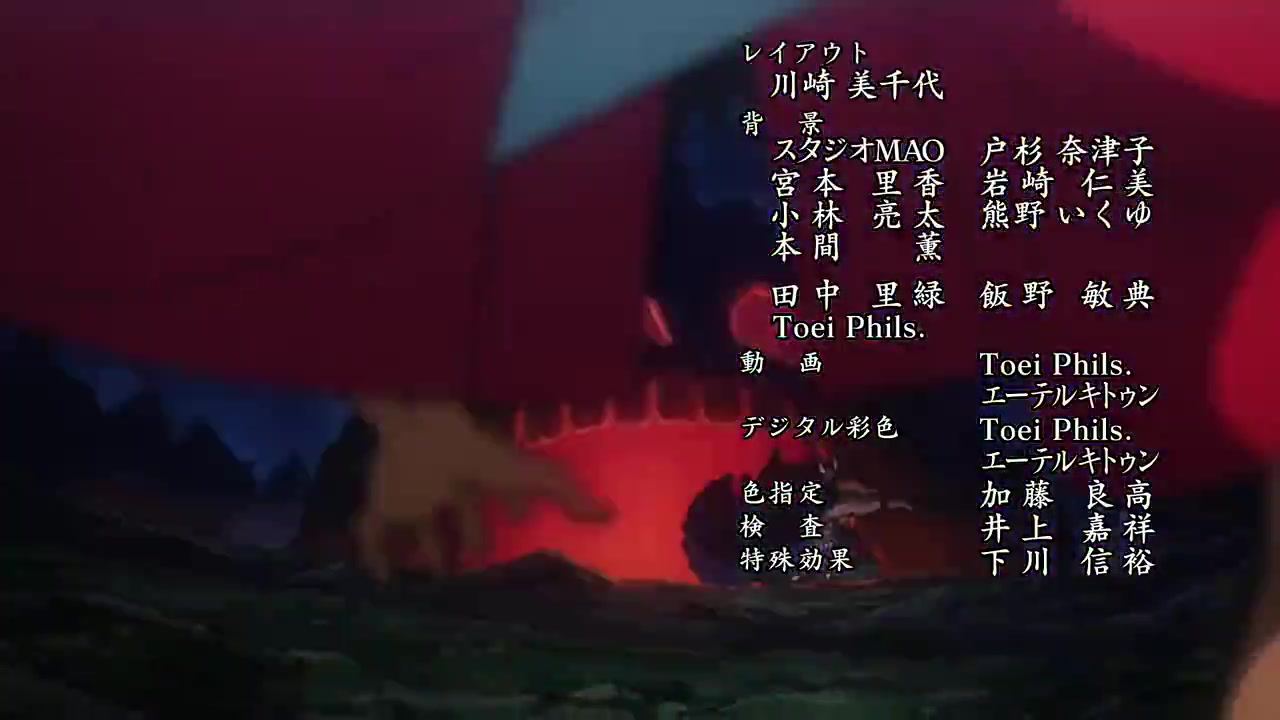 レイアウト
川崎 美千代
背 景
スタジオMAO 戸杉 奈津子
宮本 里香 岩崎 仁美
小林 亮太 熊野 いくゆ
本間 薫
田中 里緑 飯野 敏典
Toei Phils.
動 画 Toei Phils.
エーテルキトゥン
デジタル彩色 Toei Phils.
エーテルキトゥン
色指定 加藤 良高
検 査 井上 嘉祥
特殊効果 下川 信裕